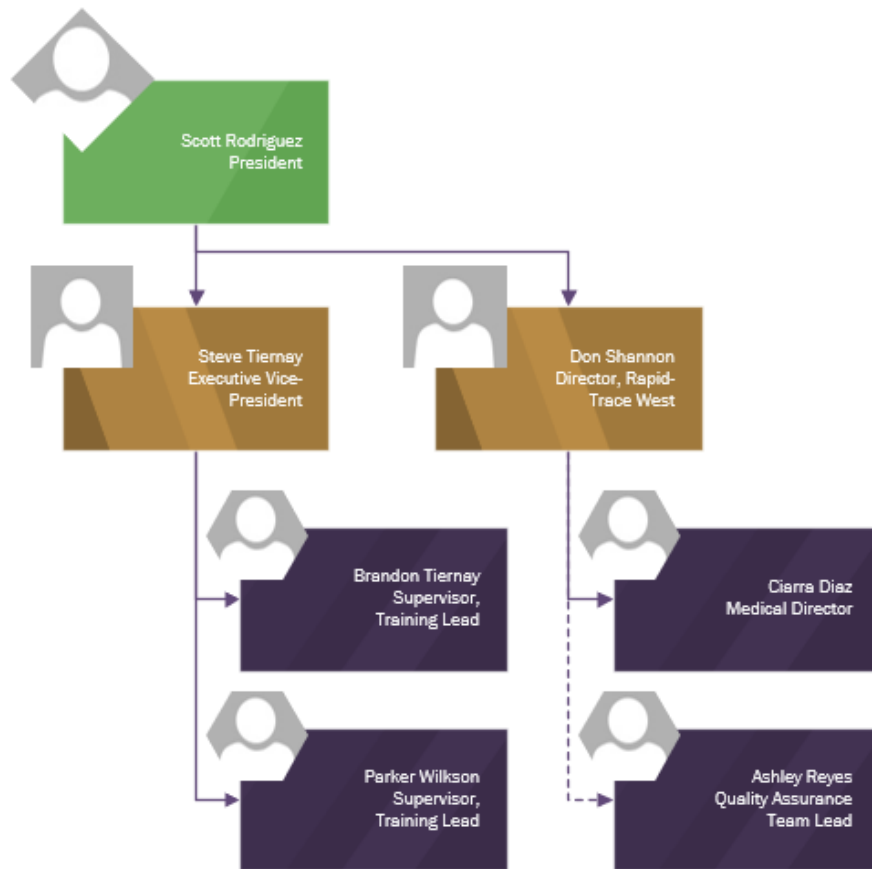 Scott Rodriguez
President
Steve Tiernay
Executive Vice-
President
Don Shannon
Director, Rapid-
Trace West
Brandon Tiernay
Supervisor,
Training Lead
Ciarra Diaz
Medical Director
Parker Wilkson
Supervisor,
Training Lead
Ashley Reyes
Quality Assurance
Team Lead